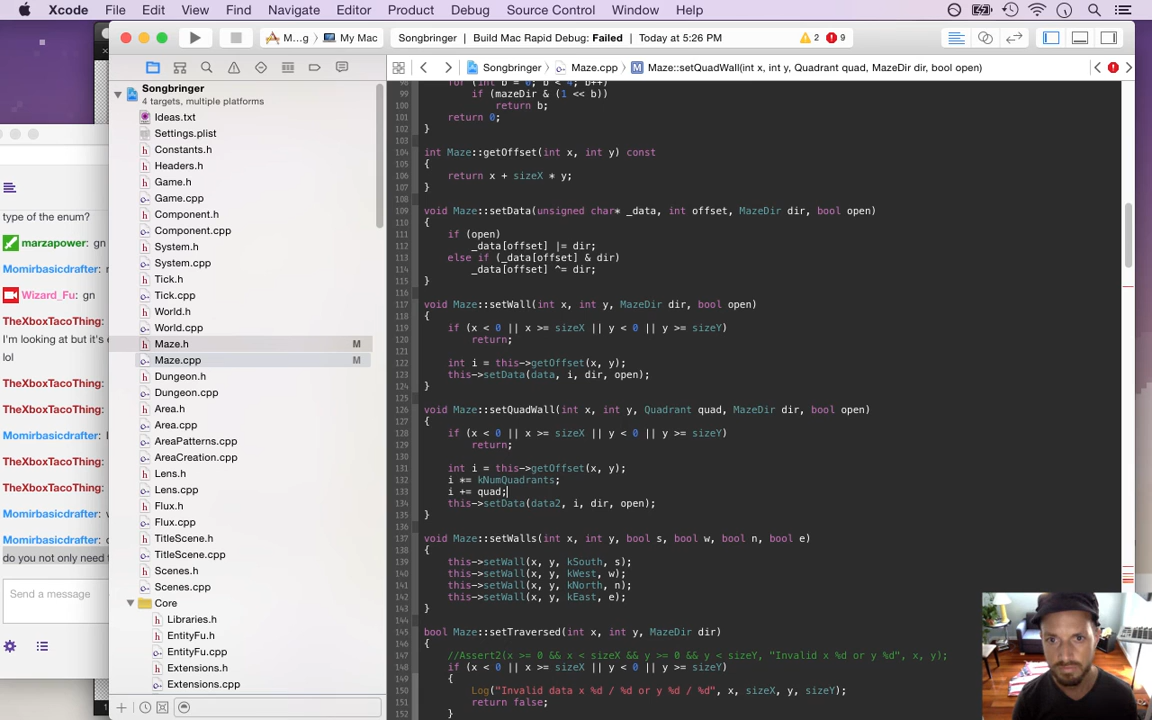 Xcode File Edit View Find Navigate Editor Product Debug Source Control Window Help
M...g My Mac Songbringer | Build Mac Rapid Debug: Failed | Today at 5:26 PM 2 9
Songbringer Maze.cpp M Maze::setQuadWall(int x, int y, Quadrant quad, MazeDir dir, bool open)
type of the enum?
marzapower: gn
Momirbasicdrafter:
Wizard_Fu: gn
TheXboxTacoThing:
I'm looking at but it's
lol
TheXboxTacoThing:
TheXboxTacoThing:
Momirbasicdrafter:
TheXboxTacoThing:
TheXboxTacoThing:
Momirbasicdrafter:
Momirbasicdrafter:
do you not only need
Send a message
Songbringer
4 targets, multiple platforms
Ideas.txt
Settings.plist
h Constants.h
h Headers.h
h Game.h
Game.cpp
h Component.h
Component.cpp
h System.h
System.cpp
h Tick.h
Tick.cpp
h World.h
World.cpp
h Maze.h M
Maze.cpp M
h Dungeon.h
Dungeon.cpp
h Area.h
Area.cpp
AreaPatterns.cpp
AreaCreation.cpp
h Lens.h
Lens.cpp
h Flux.h
Flux.cpp
h TitleScene.h
TitleScene.cpp
h Scenes.h
Scenes.cpp
Core
h Libraries.h
h EntityFu.h
EntityFu.cpp
h Extensions.h
Extensions.cpp
98 for (int b = 0; b < 4; b++)
99 if (mazeDir & (1 << b))
100 return b;
101 return 0;
102 }
103
104 int Maze::getOffset(int x, int y) const
105 {
106 return x + sizeX * y;
107 }
108
109 void Maze::setData(unsigned char* _data, int offset, MazeDir dir, bool open)
110 {
111 if (open)
112 _data[offset] |= dir;
113 else if (_data[offset] & dir)
114 _data[offset] ^= dir;
115 }
116
117 void Maze::setWall(int x, int y, MazeDir dir, bool open)
118 {
119 if (x < 0 || x >= sizeX || y < 0 || y >= sizeY)
120 return;
121
122 int i = this->getOffset(x, y);
123 this->setData(data, i, dir, open);
124 }
125
126 void Maze::setQuadWall(int x, int y, Quadrant quad, MazeDir dir, bool open)
127 {
128 if (x < 0 || x >= sizeX || y < 0 || y >= sizeY)
129 return;
130
131 int i = this->getOffset(x, y);
132 i *= kNumQuadrants;
133 i += quad;
134 this->setData(data2, i, dir, open);
135 }
136
137 void Maze::setWalls(int x, int y, bool s, bool w, bool n, bool e)
138 {
139 this->setWall(x, y, kSouth, s);
140 this->setWall(x, y, kWest, w);
141 this->setWall(x, y, kNorth, n);
142 this->setWall(x, y, kEast, e);
143 }
144
145 bool Maze::setTraversed(int x, int y, MazeDir dir)
146 {
147 //Assert2(x >= 0 && x < sizeX && y >= 0 && y < sizeY, "Invalid x %d or y %d", x, y);
148 if (x < 0 || x >= sizeX || y < 0 || y >= sizeY)
149 {
150 Log("Invalid data x %d / %d or y %d / %d", x, sizeX, y, sizeY);
151 return false;
152 }